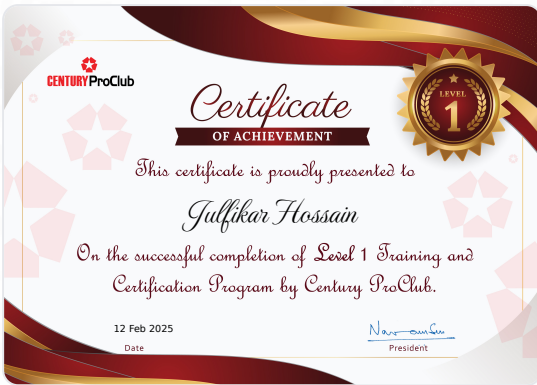 CENTURY ProClub
Certificate
OF ACHIEVEMENT
LEVEL
1
This certificate is proudly presented to
Julfikar Hossain
On the successful completion of Level 1 Training and
Certification Program by Century ProClub.
12 Feb 2025
Date
President